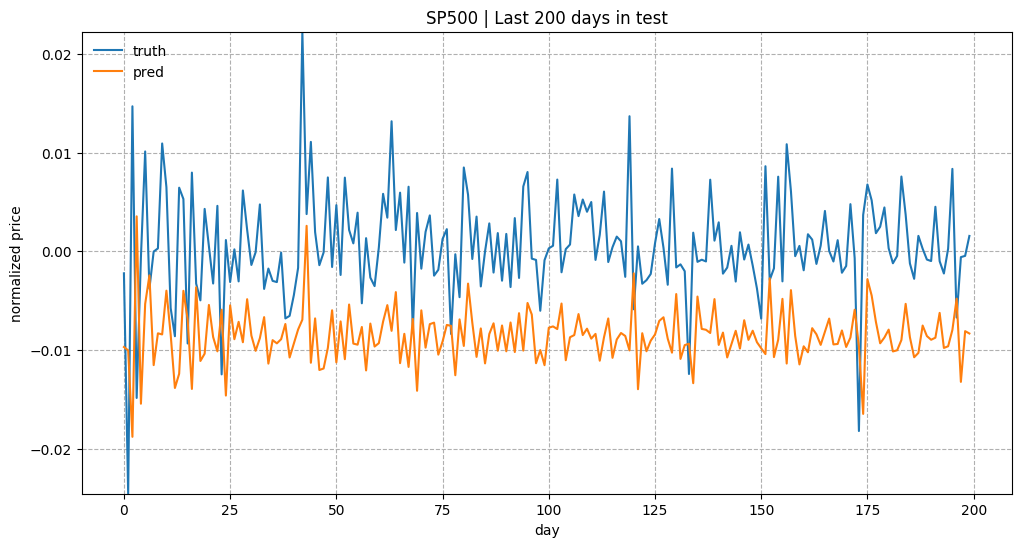 SP500 | Last 200 days in test
truth
pred
0.02
0.01
0.00
−0.01
−0.02
normalized price
0 25 50 75 100 125 150 175 200
day